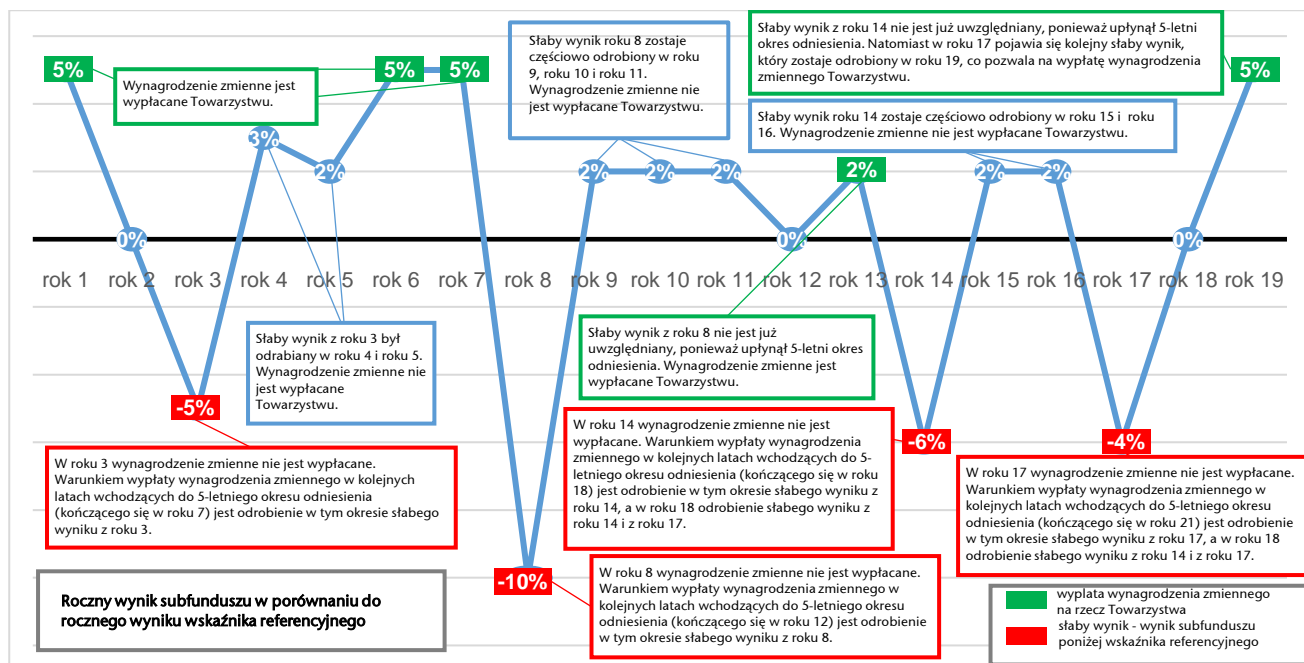 Słaby wynik z roku 14 nie jest już uwzględniany, ponieważ upłynął 5-letni
okres odniesienia. Natomiast w roku 17 pojawia się kolejny słaby wynik,
który zostaje odrobiony w roku 19, co pozwala na wypłatę wynagrodzenia
zmiennego Towarzystwu.
Słaby wynik roku 8 zostaje
częściowo odrobiony w roku
9, roku 10 i roku 11.
Wynagrodzenie zmienne nie
jest wypłacane Towarzystwu.
Wynagrodzenie zmienne jest
wypłacane Towarzystwu.
Słaby wynik roku 14 zostaje częściowo odrobiony w roku 15 i roku
16. Wynagrodzenie zmienne nie jest wypłacane Towarzystwu.
5%
0%
-5%
3%
2%
5%
5%
-10%
2%
2%
2%
0%
2%
-6%
2%
2%
-4%
0%
5%
rok 1
rok 2
rok 3
rok 4
rok 5
rok 6
rok 7
rok 8
rok 9
rok 10
rok 11
rok 12
rok 13
rok 14
rok 15
rok 16
rok 17
rok 18
rok 19
Słaby wynik z roku 3 był
odrabiany w roku 4 i roku 5.
Wynagrodzenie zmienne nie
jest wypłacane
Towarzystwu.
Słaby wynik z roku 8 nie jest już
uwzględniany, ponieważ upłynął 5-letni okres
odniesienia. Wynagrodzenie zmienne jest
wypłacane Towarzystwu.
W roku 3 wynagrodzenie zmienne nie jest wypłacane.
Warunkiem wypłaty wynagrodzenia zmiennego w kolejnych
latach wchodzących do 5-letniego okresu odniesienia
(kończącego się w roku 7) jest odrobienie w tym okresie słabego
wyniku z roku 3.
W roku 14 wynagrodzenie zmienne nie jest
wypłacane. Warunkiem wypłaty wynagrodzenia
zmiennego w kolejnych latach wchodzących do 5-
letniego okresu odniesienia (kończącego się w roku
18) jest odrobienie w tym okresie słabego wyniku z
roku 14, a w roku 18 odrobienie słabego wyniku z
roku 14 i z roku 17.
W roku 17 wynagrodzenie zmienne nie jest wypłacane.
Warunkiem wypłaty wynagrodzenia zmiennego w
kolejnych latach wchodzących do 5-letniego okresu
odniesienia (kończącego się w roku 21) jest odrobienie
w tym okresie słabego wyniku z roku 17, a w roku 18
odrobienie słabego wyniku z roku 14 i z roku 17.
W roku 8 wynagrodzenie zmienne nie jest wypłacane.
Warunkiem wypłaty wynagrodzenia zmiennego w
kolejnych latach wchodzących do 5-letniego okresu
odniesienia (kończącego się w roku 12) jest odrobienie
w tym okresie słabego wyniku z roku 8.
Roczny wynik subfunduszu w porównaniu do
rocznego wyniku wskaźnika referencyjnego
wyplata wynagrodzenia zmiennego
na rzecz Towarzystwa
słaby wynik - wynik subfunduszu
poniżej wskaźnika referencyjnego